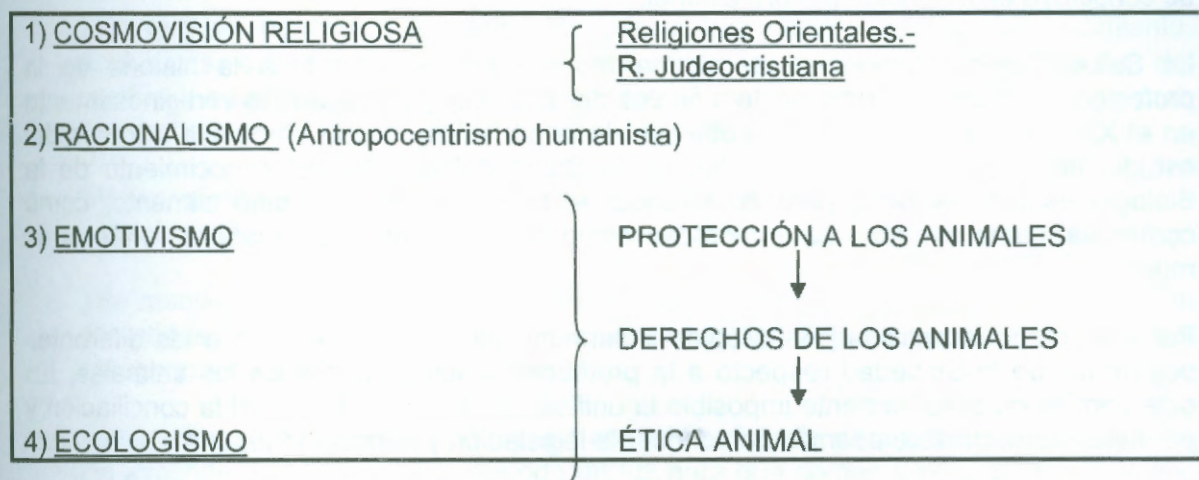 1) COSMOVISIÓN RELIGIOSA { Religiones Orientales.-
R. Judeocristiana
2) RACIONALISMO (Antropocentrismo humanista)
3) EMOTIVISMO PROTECCIÓN A LOS ANIMALES
DERECHOS DE LOS ANIMALES
4) ECOLOGISMO ÉTICA ANIMAL